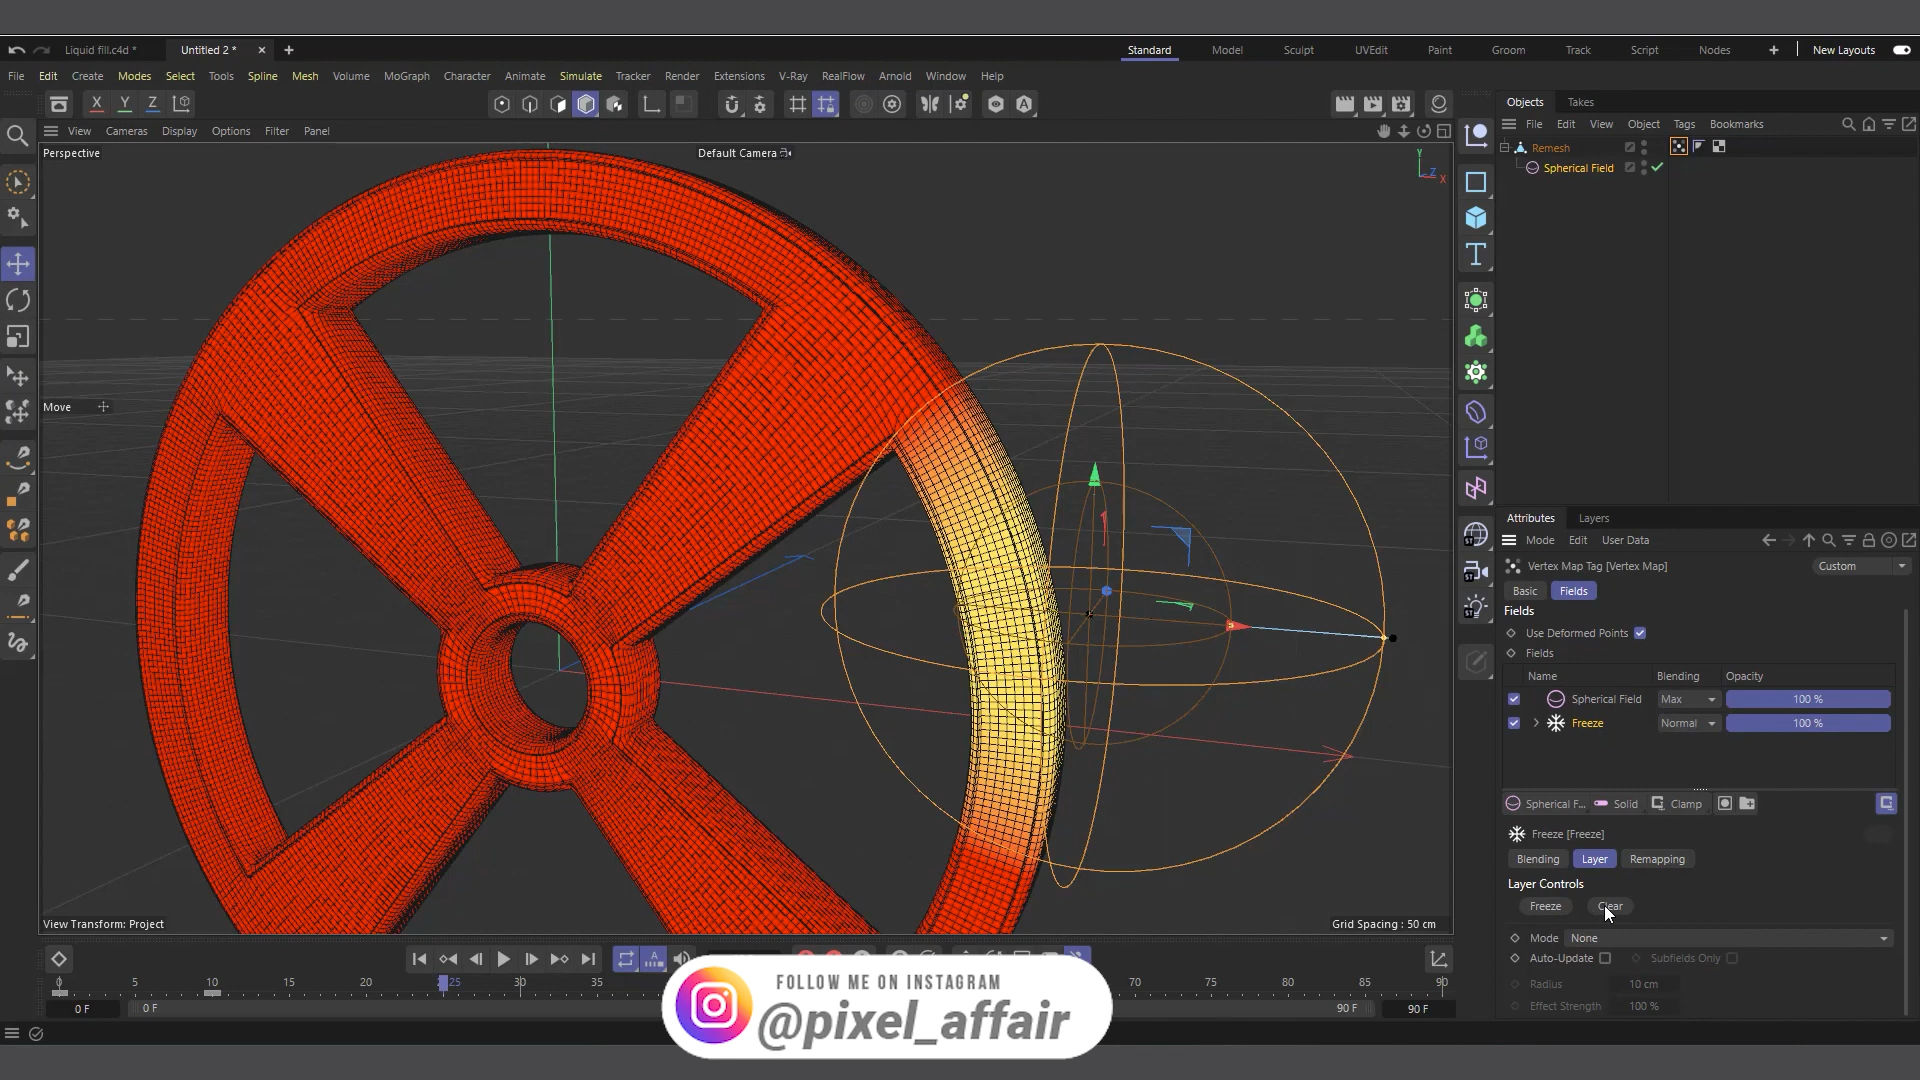 Liquid fill.c4d *
Untitled 2 *
Standard
Model
Sculpt
UVEdit
Paint
Groom
Track
Script
Nodes
New Layouts
File
Edit
Create
Modes
Select
Tools
Spline
Mesh
Volume
MoGraph
Character
Animate
Simulate
Tracker
Render
Extensions
V-Ray
RealFlow
Arnold
Window
Help
X
Y
Z
Objects
Takes
View
Cameras
Display
Options
Filter
Panel
File
Edit
View
Object
Tags
Bookmarks
Perspective
Default Camera
Y
Z
X
Remesh
Spherical Field
Move
Attributes
Layers
Mode
Edit
User Data
Vertex Map Tag [Vertex Map]
Custom
Basic
Fields
Fields
Use Deformed Points
Fields
Name
Blending
Opacity
Spherical Field
Max
100 %
Freeze
Normal
100 %
Spherical F...
Solid
Clamp
Freeze [Freeze]
Blending
Layer
Remapping
Layer Controls
Freeze
Clear
Mode
None
Auto-Update
Subfields Only
Radius
10 cm
Effect Strength
100 %
View Transform: Project
Grid Spacing : 50 cm
0
5
10
15
20
25
30
35
70
75
80
85
90
0 F
0 F
90 F
90 F
FOLLOW ME ON INSTAGRAM
@pixel_affair